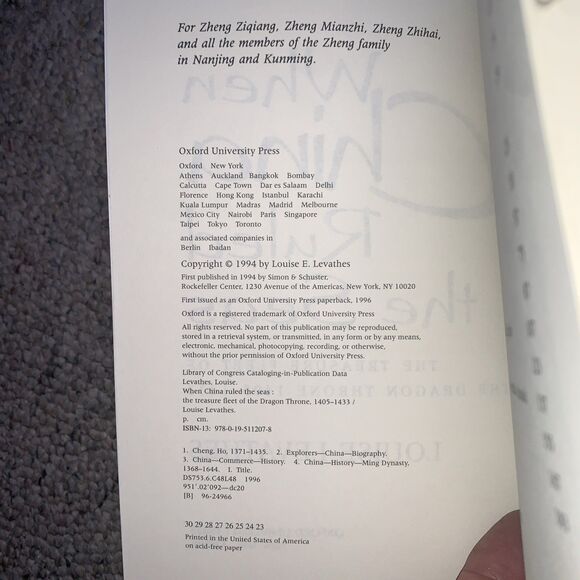 For Zheng Ziqiang, Zheng Mianzhi, Zheng Zhihai,
and all the members of the Zheng family
in Nanjing and Kunming.
Oxford University Press
Oxford New York
Athens Auckland Bangkok Bombay
Calcutta Cape Town Dar es Salaam Delhi
Florence Hong Kong Istanbul Karachi
Kuala Lumpur Madras Madrid Melbourne
Mexico City Nairobi Paris Singapore
Taipei Tokyo Toronto
and associated companies in
Berlin Ibadan
Copyright © 1994 by Louise E. Levathes
First published in 1994 by Simon & Schuster,
Rockefeller Center, 1230 Avenue of the Americas, New York, NY 10020
First issued as an Oxford University Press paperback, 1996
Oxford is a registered trademark of Oxford University Press
All rights reserved. No part of this publication may be reproduced,
stored in a retrieval system, or transmitted, in any form or by any means,
electronic, mechanical, photocopying, recording, or otherwise,
without the prior permission of Oxford University Press.
Library of Congress Cataloging-in-Publication Data
Levathes, Louise.
When China ruled the seas :
the treasure fleet of the Dragon Throne, 1405–1433 /
Louise Levathes.
p. cm.
ISBN-13: 978-0-19-511207-8
1. Cheng, Ho, 1371–1435. 2. Explorers—China—Biography.
3. China—Commerce—History. 4. China—History—Ming Dynasty,
1368–1644. I. Title.
DS753.6.C48L48 1996
951'.02'092—dc20
[B] 96-24966
30 29 28 27 26 25 24 23
Printed in the United States of America
on acid-free paper